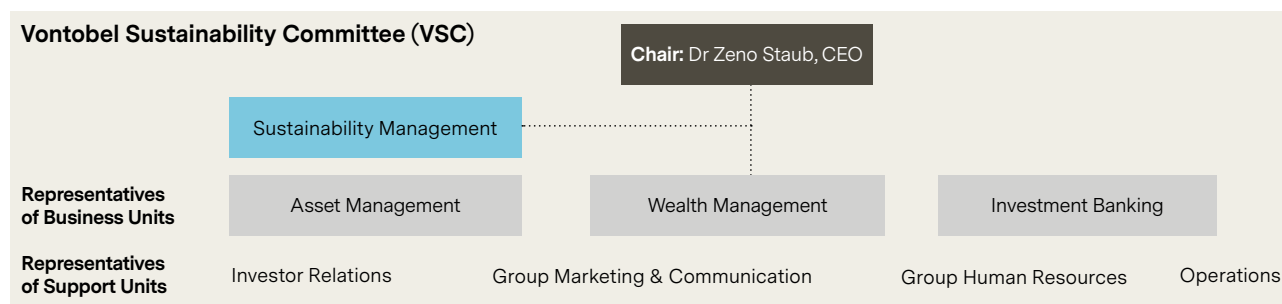 Vontobel Sustainability Committee (VSC)
Chair: Dr Zeno Staub, CEO
Sustainability Management
Representatives
of Business Units
Asset Management
Wealth Management
Investment Banking
Representatives
of Support Units
Investor Relations
Group Marketing & Communication
Group Human Resources
Operations